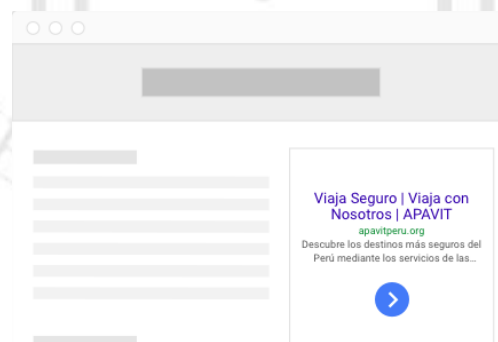 Viaja Seguro | Viaja con
Nosotros | APAVIT
apavitperu.org
Descubre los destinos más seguros del
Perú mediante los servicios de las...